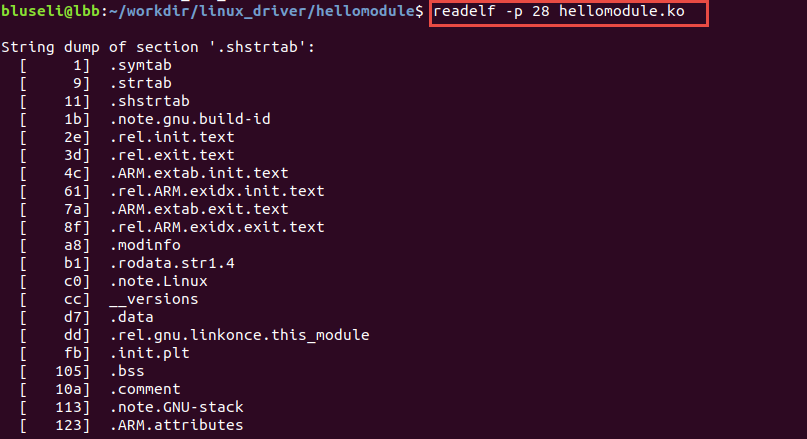 bluseli@lbb:~/workdir/linux_driver/hellomodule$ readelf -p 28 hellomodule.ko
String dump of section '.shstrtab':
[     1]  .symtab
[     9]  .strtab
[    11]  .shstrtab
[    1b]  .note.gnu.build-id
[    2e]  .rel.init.text
[    3d]  .rel.exit.text
[    4c]  .ARM.extab.init.text
[    61]  .rel.ARM.exidx.init.text
[    7a]  .ARM.extab.exit.text
[    8f]  .rel.ARM.exidx.exit.text
[    a8]  .modinfo
[    b1]  .rodata.str1.4
[    c0]  .note.Linux
[    cc]  __versions
[    d7]  .data
[    dd]  .rel.gnu.linkonce.this_module
[    fb]  .init.plt
[   105]  .bss
[   10a]  .comment
[   113]  .note.GNU-stack
[   123]  .ARM.attributes